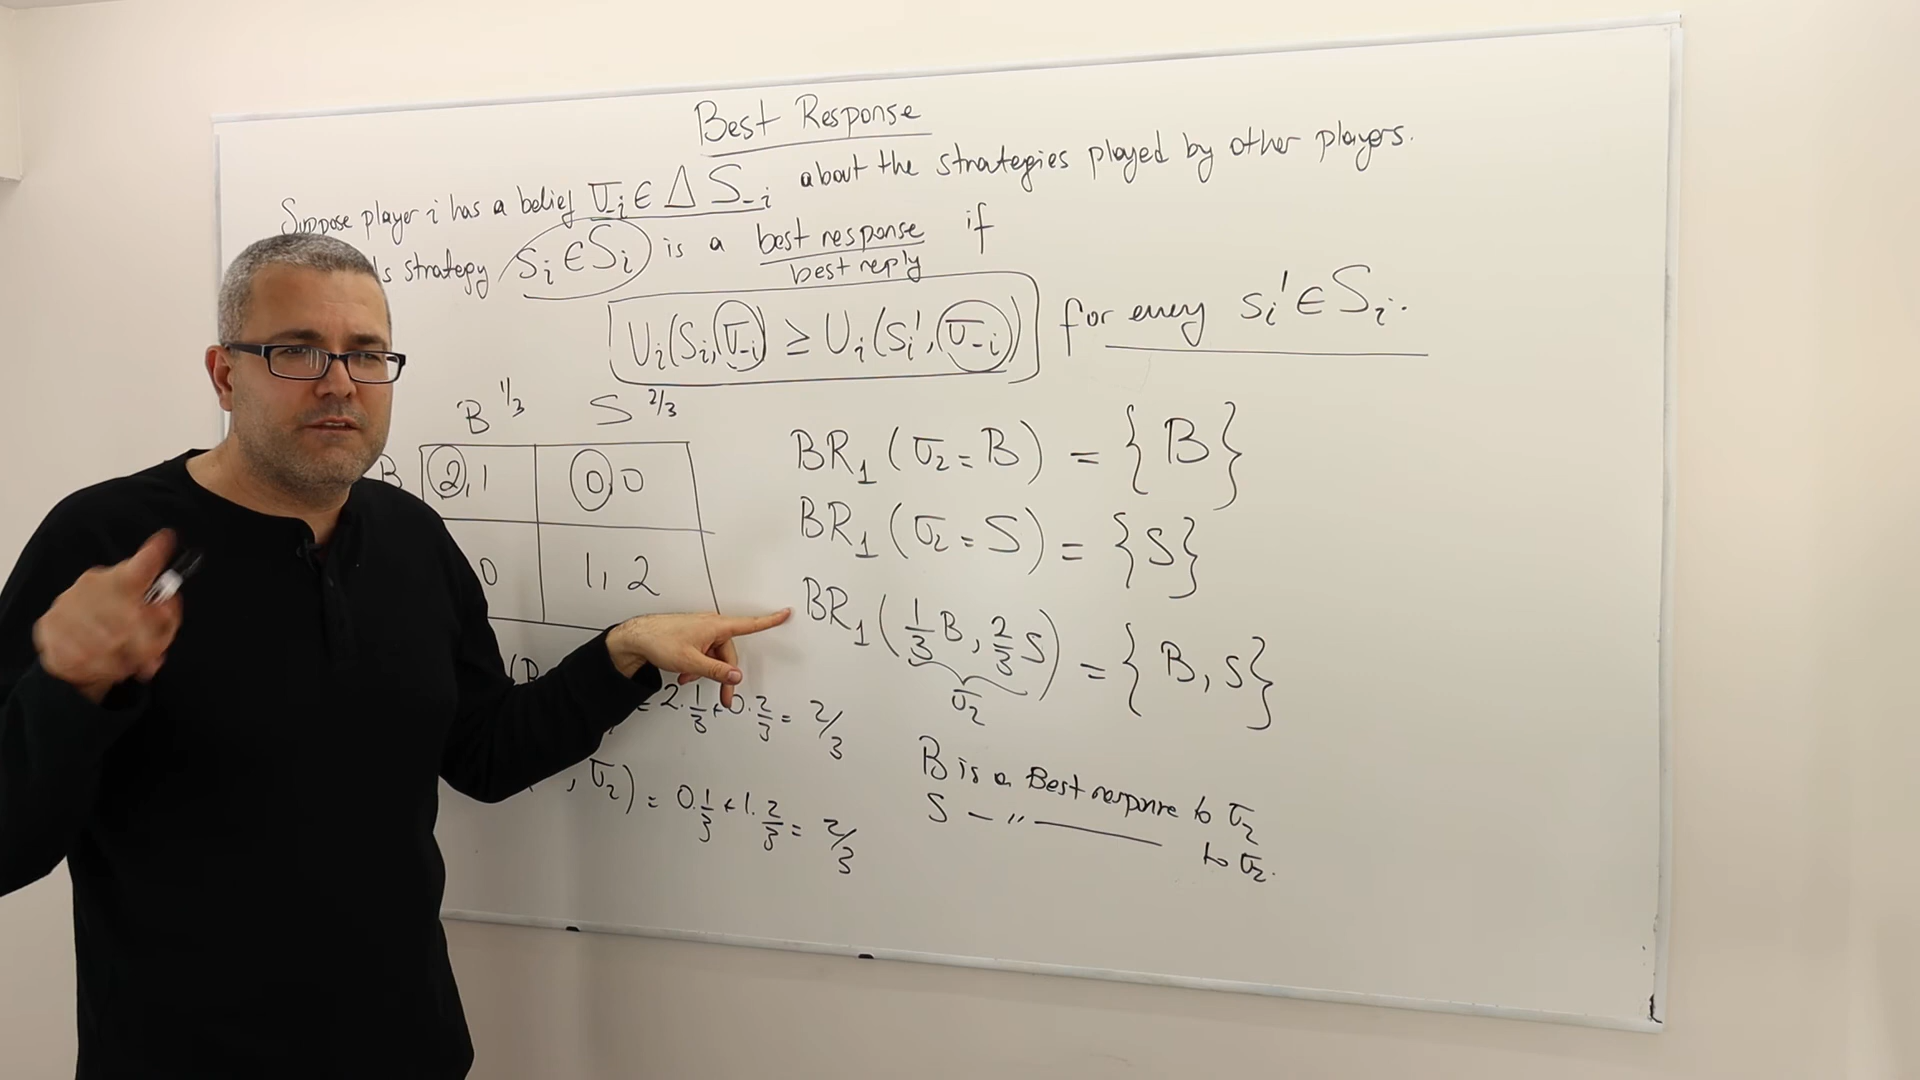 Best Response
Suppose player i has a belief σ₋ᵢ ∈ Δ S₋ᵢ about the strategies played by other players.
strategy sᵢ ∈ Sᵢ is a best response if
best reply
Uᵢ(sᵢ, σ₋ᵢ) ≥ Uᵢ(sᵢ', σ₋ᵢ) for every sᵢ' ∈ Sᵢ.
B 1/3 S 2/3
B 2,1 0,0
0 1,2
BR₁(σ₂ = B) = {B}
BR₁(σ₂ = S) = {S}
BR₁(1/3 B, 2/3 S) = {B, S}
σ₂
(B = 2·1/3 + 0·2/3 = 2/3
, σ₂) = 0·1/3 + 1·2/3 = 2/3
B is a Best response to σ₂
S — 〃 — to σ₂.